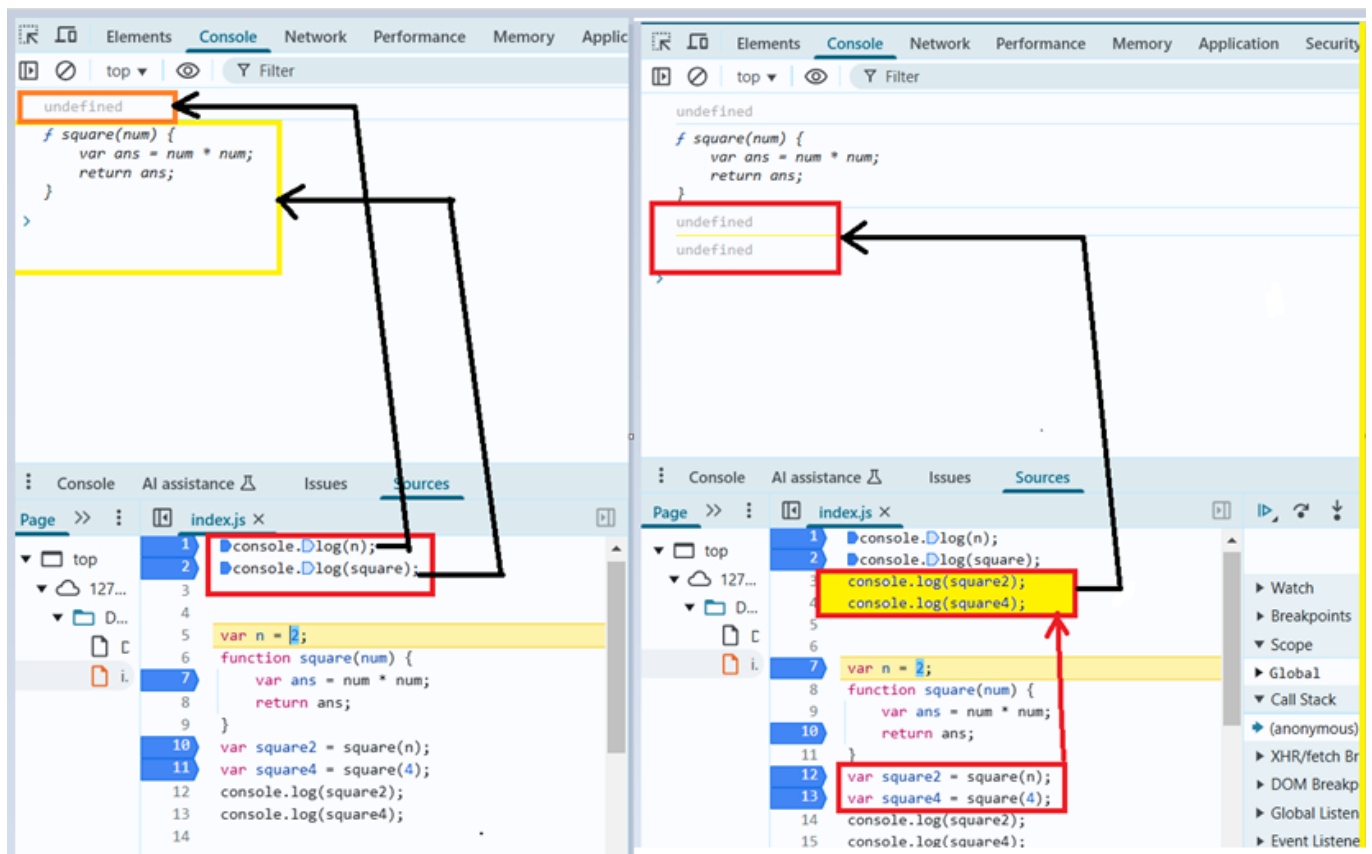 Elements Console Network Performance Memory Applic
top ▼ Filter
undefined
ƒ square(num) {
var ans = num * num;
return ans;
}
>
Console AI assistance Issues Sources
Page >> index.js ×
top
127...
D...
i.
1 console.log(n);
2 console.log(square);
3
4
5 var n = 2;
6 function square(num) {
7 var ans = num * num;
8 return ans;
9 }
10 var square2 = square(n);
11 var square4 = square(4);
12 console.log(square2);
13 console.log(square4);
14
Elements Console Network Performance Memory Application Security
top ▼ Filter
undefined
ƒ square(num) {
var ans = num * num;
return ans;
}
undefined
undefined
>
Console AI assistance Issues Sources
Page >> index.js ×
top
127...
D...
i.
1 console.log(n);
2 console.log(square);
3 console.log(square2);
4 console.log(square4);
5
6
7 var n = 2;
8 function square(num) {
9 var ans = num * num;
10 return ans;
11 }
12 var square2 = square(n);
13 var square4 = square(4);
14 console.log(square2);
15 console.log(square4);
Watch
Breakpoints
Scope
Global
Call Stack
(anonymous)
XHR/fetch Br
DOM Breakp
Global Listen
Event Listene